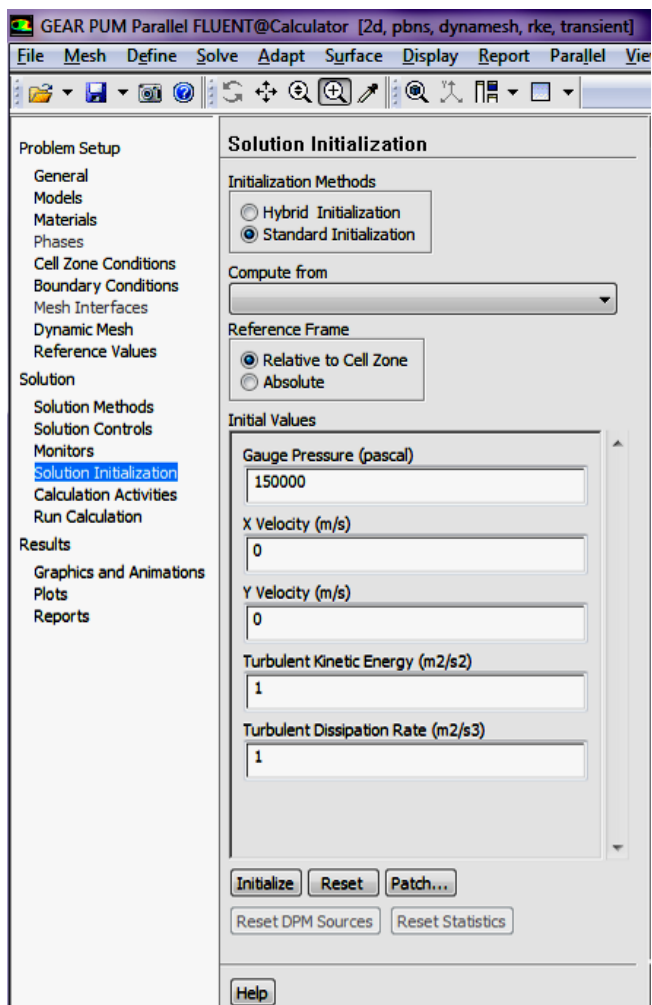 GEAR PUM Parallel FLUENT@Calculator [2d, pbns, dynamesh, rke, transient]
File Mesh Define Solve Adapt Surface Display Report Parallel Vie
Problem Setup
General
Models
Materials
Phases
Cell Zone Conditions
Boundary Conditions
Mesh Interfaces
Dynamic Mesh
Reference Values
Solution
Solution Methods
Solution Controls
Monitors
Solution Initialization
Calculation Activities
Run Calculation
Results
Graphics and Animations
Plots
Reports
Solution Initialization
Initialization Methods
Hybrid Initialization
Standard Initialization
Compute from
Reference Frame
Relative to Cell Zone
Absolute
Initial Values
Gauge Pressure (pascal)
150000
X Velocity (m/s)
0
Y Velocity (m/s)
0
Turbulent Kinetic Energy (m2/s2)
1
Turbulent Dissipation Rate (m2/s3)
1
Initialize Reset Patch...
Reset DPM Sources Reset Statistics
Help